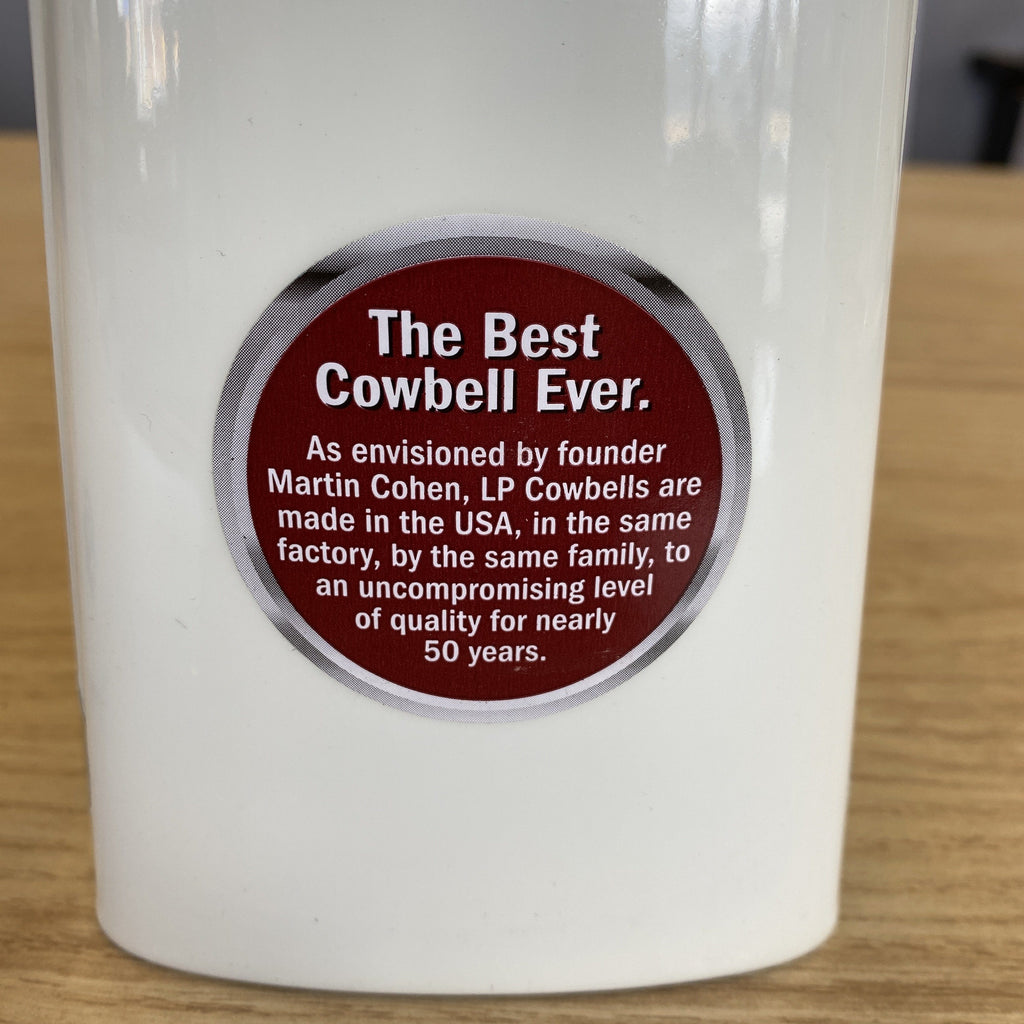 The Best
Cowbell Ever.
As envisioned by founder
Martin Cohen, LP Cowbells are
made in the USA, in the same
factory, by the same family, to
an uncompromising level
of quality for nearly
50 years.